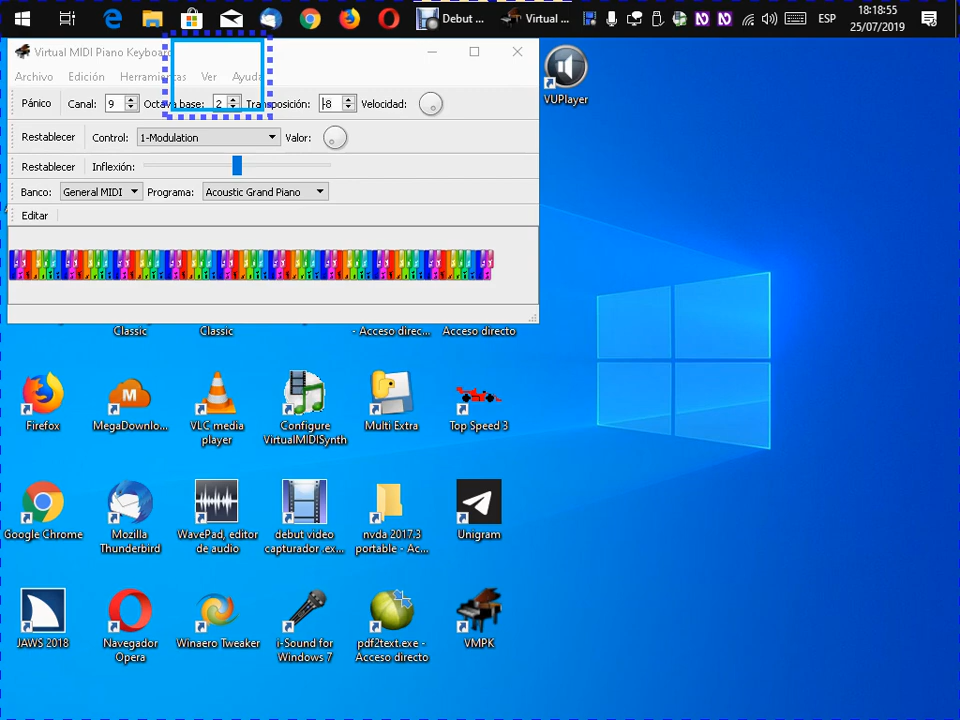 Debut ...
Virtual ...
ESP
18:18:55
25/07/2019
Virtual MIDI Piano Keyboard
Archivo Edición Herramientas Ver Ayuda
Pánico Canal: 9 Octava base: 2 Transposición: -8 Velocidad:
Restablecer Control: 1-Modulation Valor:
Restablecer Inflexión:
Banco: General MIDI Programa: Acoustic Grand Piano
Editar
VUPlayer
Classic
Classic
- Acceso direc...
Acceso directo
Firefox
MegaDownlo...
VLC media
player
Configure
VirtualMIDISynth
Multi Extra
Top Speed 3
Google Chrome
Mozilla
Thunderbird
WavePad, editor
de audio
debut video
capturador .ex...
nvda 2017.3
portable - Ac...
Unigram
JAWS 2018
Navegador
Opera
Winaero Tweaker
i-Sound for
Windows 7
pdf2text.exe -
Acceso directo
VMPK